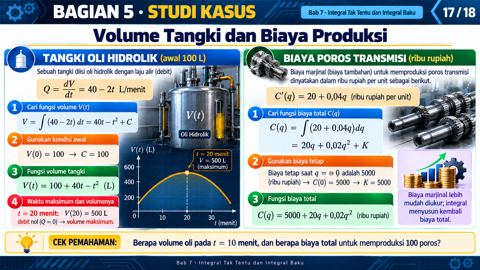 BAGIAN 5 · STUDI KASUS
Bab 7 · Integral Tak Tentu dan Integral Baku
17 / 18
Volume Tangki dan Biaya Produksi
TANGKI OLI HIDROLIK (awal 100 L)
Sebuah tangki diisi oli hidrolik dengan laju alir (debit)
Q = dV/dt = 40 − 2t L/menit
1 Cari fungsi volume V(t)
V = ∫(40 − 2t) dt = 40t − t² + C
2 Gunakan kondisi awal
V(0) = 100 → C = 100
3 Fungsi volume tangki
V(t) = 100 + 40t − t² (L)
4 Waktu maksimum dan volumenya
t = 20 menit: V(20) = 500 L
debit nol (Q = 0) → volume maksimum.
V(t)
Oli Hidrolik
V (L)
t = 20 menit
V = 500 L
(maksimum)
600
400
200
0
0 10 20 30 40
t (menit)
BIAYA POROS TRANSMISI (ribu rupiah)
Biaya marjinal (biaya tambahan) untuk memproduksi poros transmisi
dinyatakan dalam ribu rupiah per unit sebagai berikut.
C′(q) = 20 + 0,04q (ribu rupiah per unit)
1 Cari fungsi biaya total C(q)
C(q) = ∫(20 + 0,04q)dq
= 20q + 0,02q² + K
2 Gunakan biaya tetap
Biaya tetap saat q = 0 adalah 5000
(ribu rupiah) → C(0) = 5000 → K = 5000
3 Fungsi biaya total
C(q) = 5000 + 20q + 0,02q² (ribu rupiah)
Biaya marjinal lebih
mudah diukur; integral
menyusun kembali
biaya total.
CEK PEMAHAMAN:
Berapa volume oli pada t = 10 menit, dan berapa biaya total untuk memproduksi 100 poros?
Bab 7 · Integral Tak Tentu dan Integral Baku